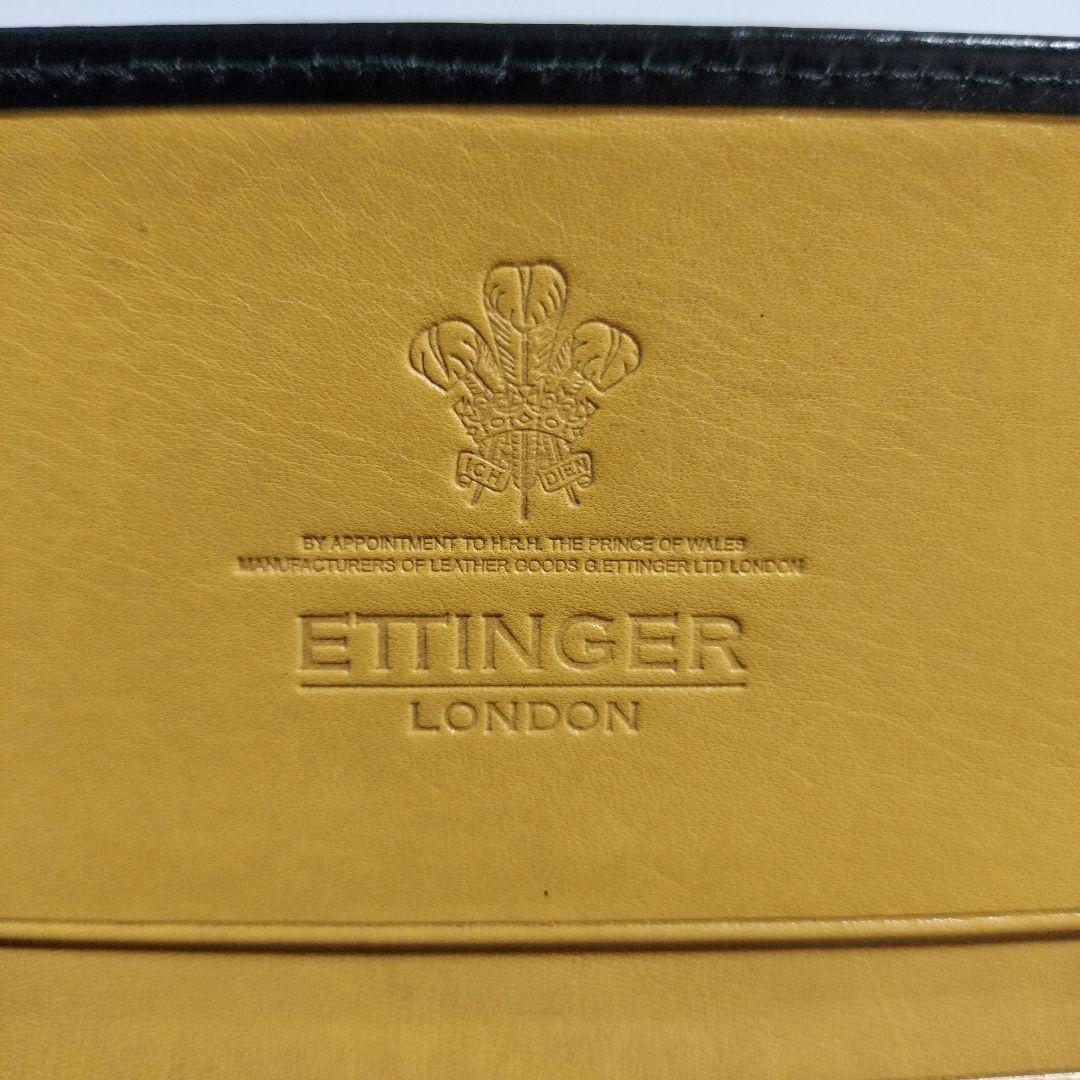 ICH DIEN
BY APPOINTMENT TO H.R.H. THE PRINCE OF WALES
MANUFACTURERS OF LEATHER GOODS G.ETTINGER LTD LONDON
ETTINGER
LONDON